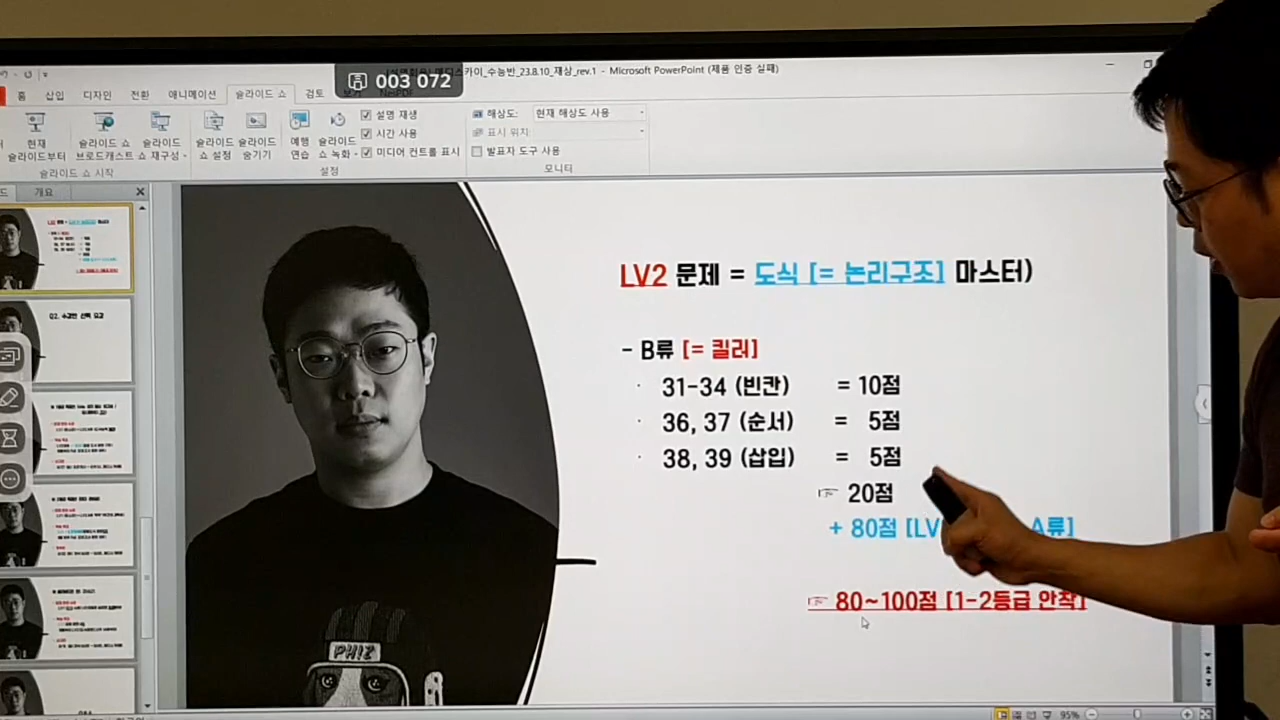 003 072
카이_수능반_23.8.10_재상_rev.1 - Microsoft PowerPoint (제품 인증 실패)
홈 삽입 디자인 전환 애니메이션 슬라이드 쇼 검토
현재 슬라이드부터
슬라이드 쇼 브로드캐스트
슬라이드 쇼 재구성
슬라이드 쇼 설정
슬라이드 숨기기
예행 연습
슬라이드 쇼 녹화
설명 재생
시간 사용
미디어 컨트롤 표시
해상도: 현재 해상도 사용
표시 위치:
발표자 도구 사용
슬라이드 쇼 시작
설정
모니터
개요
LV2 문제 = 도식 [= 논리구조] 마스터)
- B류 [= 킬러]
· 31-34 (빈칸) = 10점
· 36, 37 (순서) = 5점
· 38, 39 (삽입) = 5점
☞ 20점
+ 80점 [LV A류]
☞ 80~100점 [1-2등급 안착]
PHIZ
95%